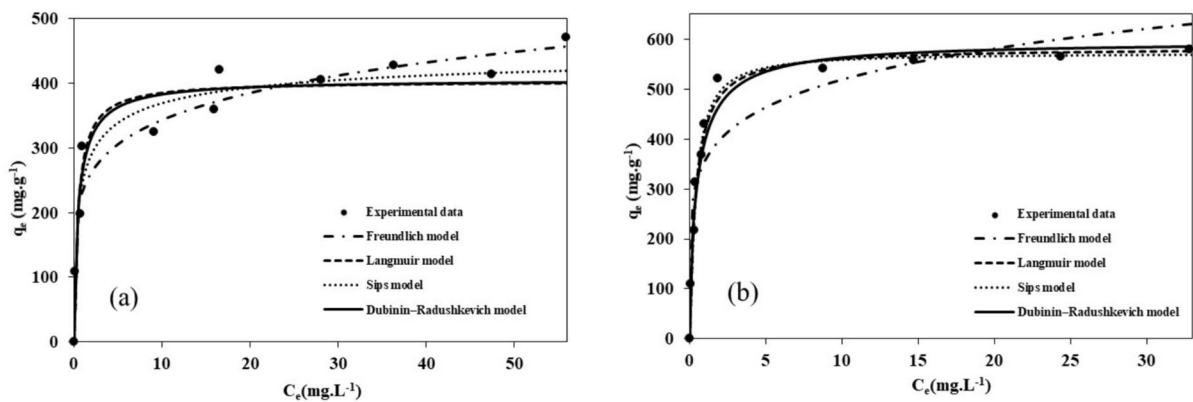 500
400
300
200
100
0
qₑ (mg.g⁻¹)
0
10
20
30
40
50
Cₑ(mg.L⁻¹)
Experimental data
Freundlich model
Langmuir model
Sips model
Dubinin–Radushkevich model
(a)
600
500
400
300
200
100
0
qₑ (mg.g⁻¹)
0
5
10
15
20
25
30
Cₑ(mg.L⁻¹)
Experimental data
Freundlich model
Langmuir model
Sips model
Dubinin–Radushkevich model
(b)